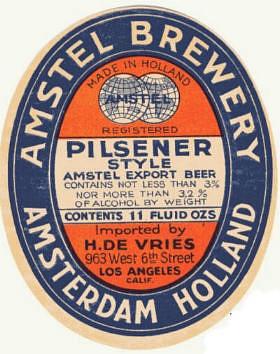 AMSTEL BREWERY
MADE IN HOLLAND
AMSTEL
REGISTERED
PILSENER
STYLE
AMSTEL EXPORT BEER
CONTAINS NOT LESS THAN 3%
NOR MORE THAN 3.2%
OF ALCOHOL BY WEIGHT
CONTENTS 11 FLUID OZS
Imported by
H. DE VRIES
963 West 6th Street
LOS ANGELES
CALIF.
AMSTERDAM HOLLAND